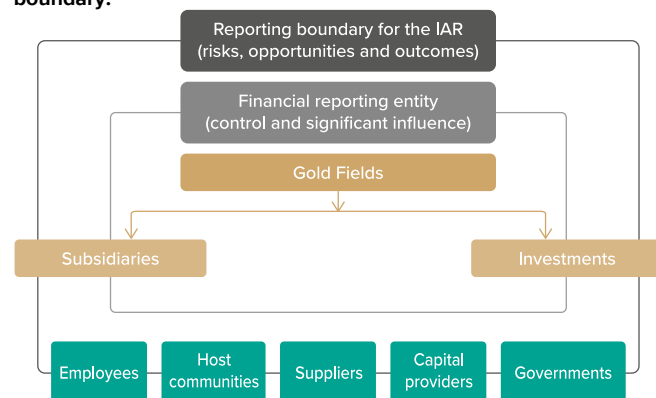 boundary:
Reporting boundary for the IAR
(risks, opportunities and outcomes)
Financial reporting entity
(control and significant influence)
Gold Fields
Subsidiaries
Investments
Employees
Host
communities
Suppliers
Capital
providers
Governments